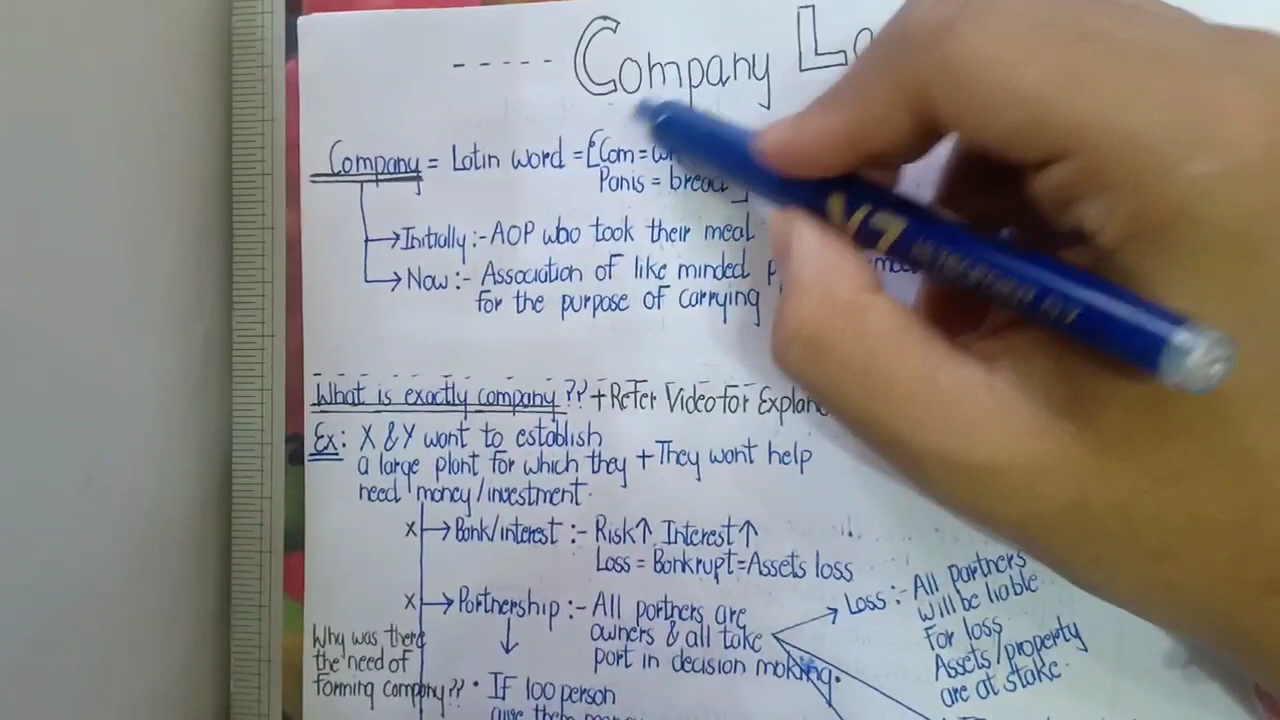 ----- Company
Company = Latin word = [Com =
Panis = bread ]
→ Initially :- AOP who took their meal
→ Now :- Association of like minded
for the purpose of carrying
What is exactly company ?? + Refer Video for
Ex: X & Y want to establish
a large plant for which they + They want help
need money/investment.
x → Bank/interest :- Risk↑ Interest↑
Loss = Bankrupt = Assets loss
x → Partnership :- All partners are
owners & all take
part in decision making.
→ Loss :- All partners
will be liable
For loss.
Assets/property
are at stake.
Why was there
the need of
forming company??
• IF 100 person
V7